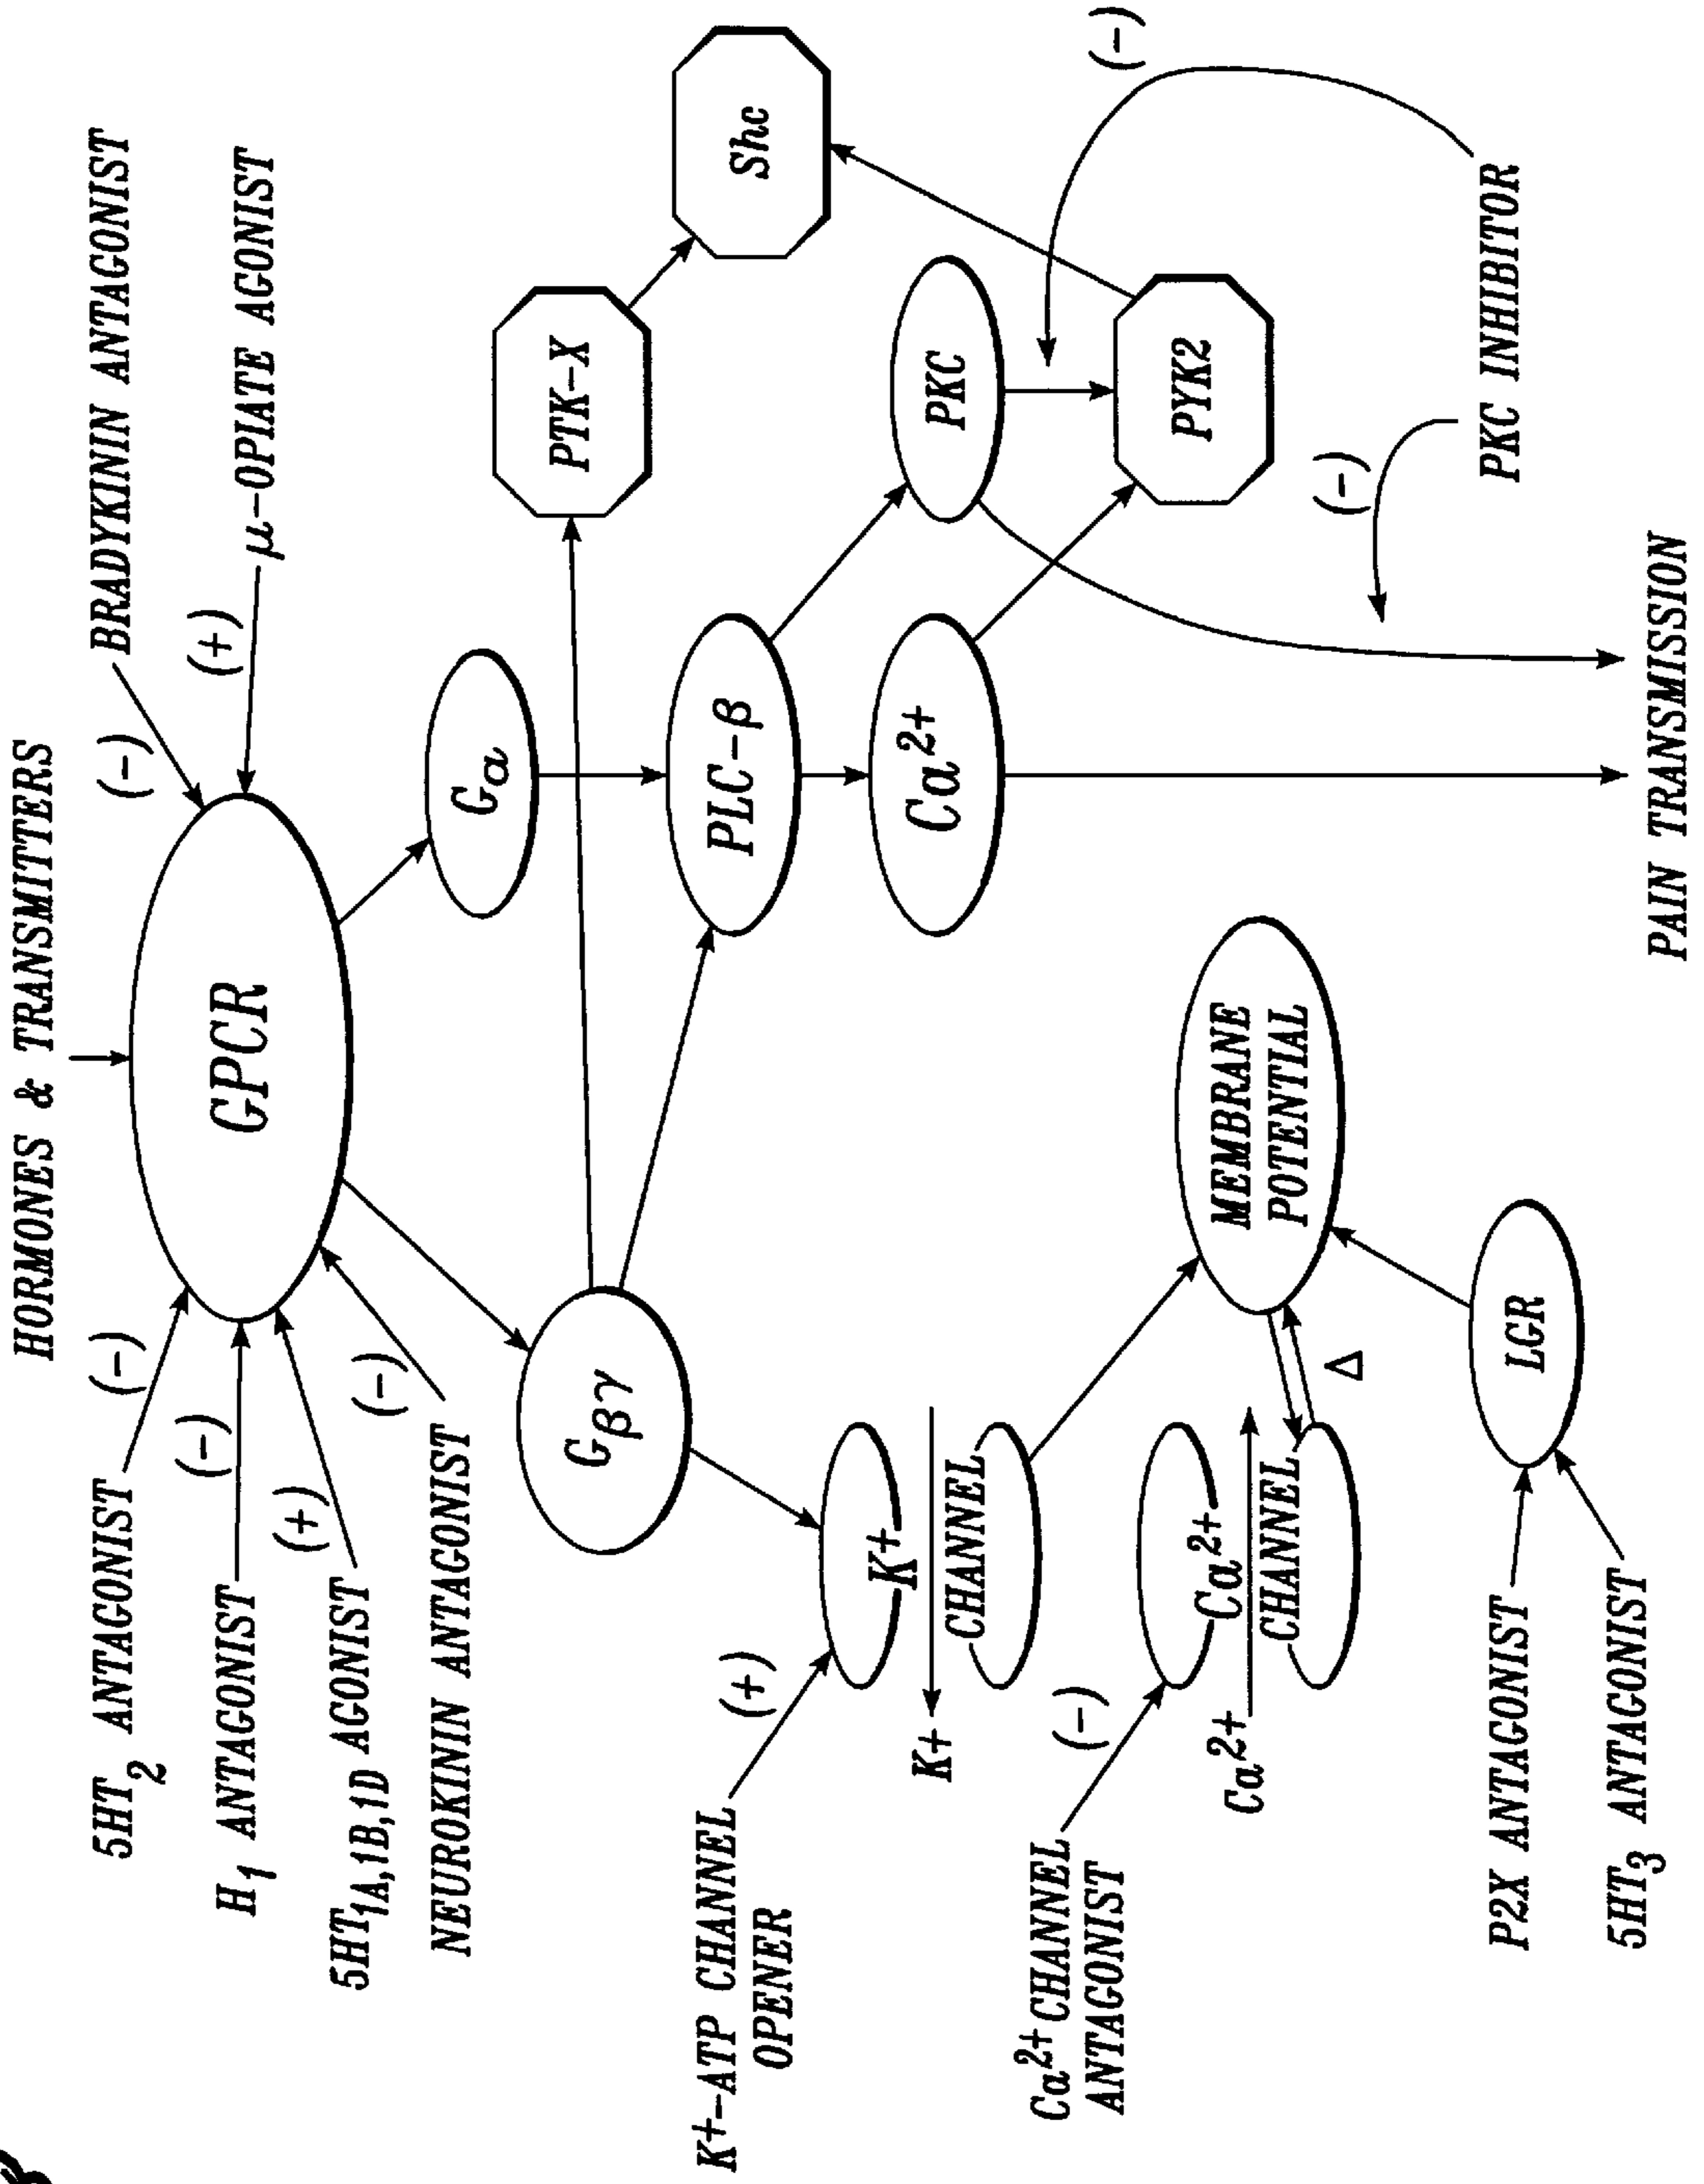 HORMONES & TRANSMITTERS
5HT2 ANTAGONIST
(-)
(-)
BRADYKININ ANTAGONIST
H1 ANTAGONIST
(-)
GPCR
(+)
μ-OPIATE AGONIST
5HT1A,1B,1D AGONIST
(+)
NEUROKININ ANTAGONIST
(-)
Gα
Gβγ
PTK-X
Shc
K+-ATP CHANNEL
OPENER
(+)
PLC-β
K+
K+
CHANNEL
Ca2+
PKC
(-)
Ca2+ CHANNEL
ANTAGONIST
(-)
Ca2+
Ca2+
CHANNEL
Δ
MEMBRANE
POTENTIAL
PYK2
(-)
LGR
PKC INHIBITOR
P2X ANTAGONIST
5HT3 ANTAGONIST
PAIN TRANSMISSION